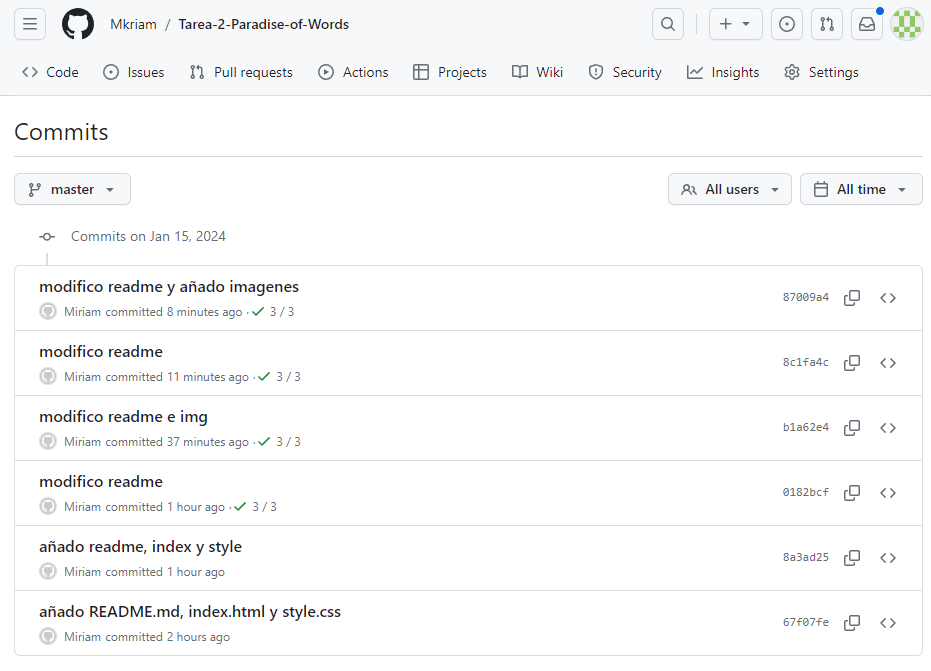 Mkriam / Tarea-2-Paradise-of-Words
Code Issues Pull requests Actions Projects Wiki Security Insights Settings
Commits
master All users All time
Commits on Jan 15, 2024
modifico readme y añado imagenes
Miriam committed 8 minutes ago · 3 / 3
87009a4
modifico readme
Miriam committed 11 minutes ago · 3 / 3
8c1fa4c
modifico readme e img
Miriam committed 37 minutes ago · 3 / 3
b1a62e4
modifico readme
Miriam committed 1 hour ago · 3 / 3
0182bcf
añado readme, index y style
Miriam committed 1 hour ago
8a3ad25
añado README.md, index.html y style.css
Miriam committed 2 hours ago
67f07fe